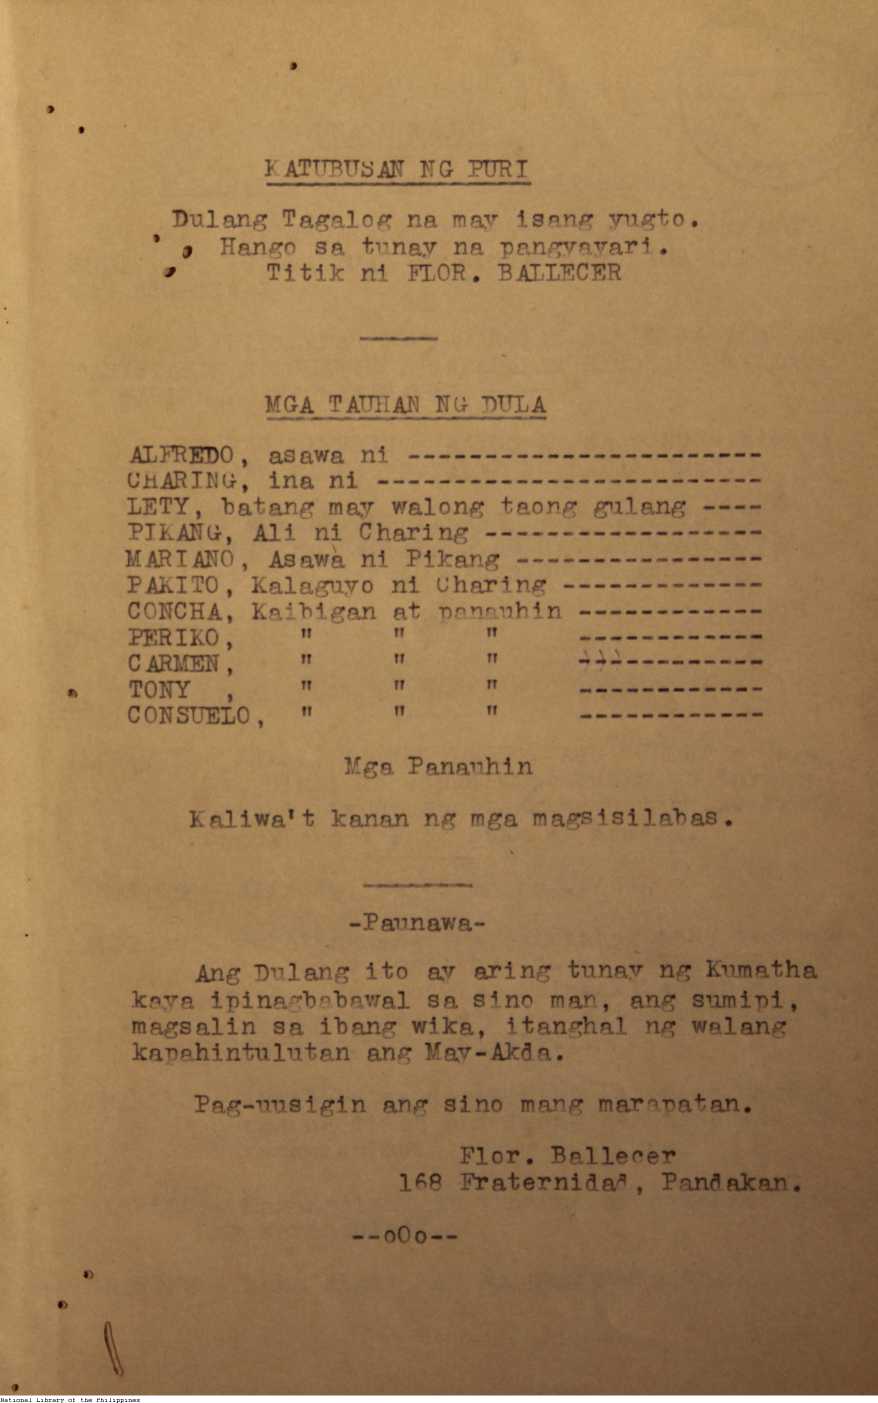 KATUBUSAN NG PURI
Dulang Tagalog na may isang yugto.
Hango sa tunay na pangyayari.
Titik ni FLOR. BALLECER
MGA TAUHAN NG DULA
ALFREDO, asawa ni -----------------------
CHARING, ina ni -------------------------
LETY, batang may walong taong gulang ----
PIKANG, Ali ni Charing ------------------
MARIANO, Asawa ni Pikang ----------------
PAKITO, Kalaguyo ni Charing -------------
CONCHA, Kaibigan at panauhin ------------
PERIKO, " " " ------------
CARMEN, " " " ------------
TONY , " " " ------------
CONSUELO, " " " ------------
Mga Panauhin
Kaliwa't kanan ng mga magsisilabas.
-Paunawa-
Ang Dulang ito ay aring tunay ng Kumatha
kaya ipinagbabawal sa sino man, ang sumipi,
magsalin sa ibang wika, itanghal ng walang
kapahintulutan ang May-Akda.
Pag-uusigin ang sino mang marapatan.
Flor. Ballecer
168 Fraternidad, Pandakan.
--oOo--
National Library of the Philippines